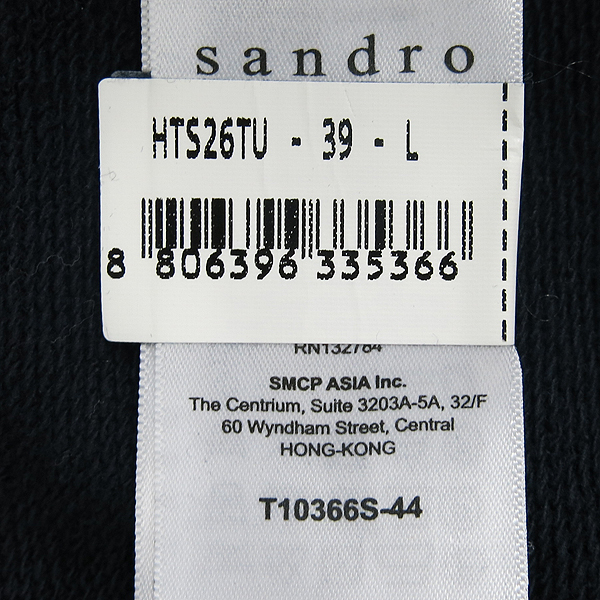 sandro
HTS26TU - 39 - L
8 806396 335366
RN132784
SMCP ASIA Inc.
The Centrium, Suite 3203A-5A, 32/F
60 Wyndham Street, Central
HONG-KONG
T10366S-44